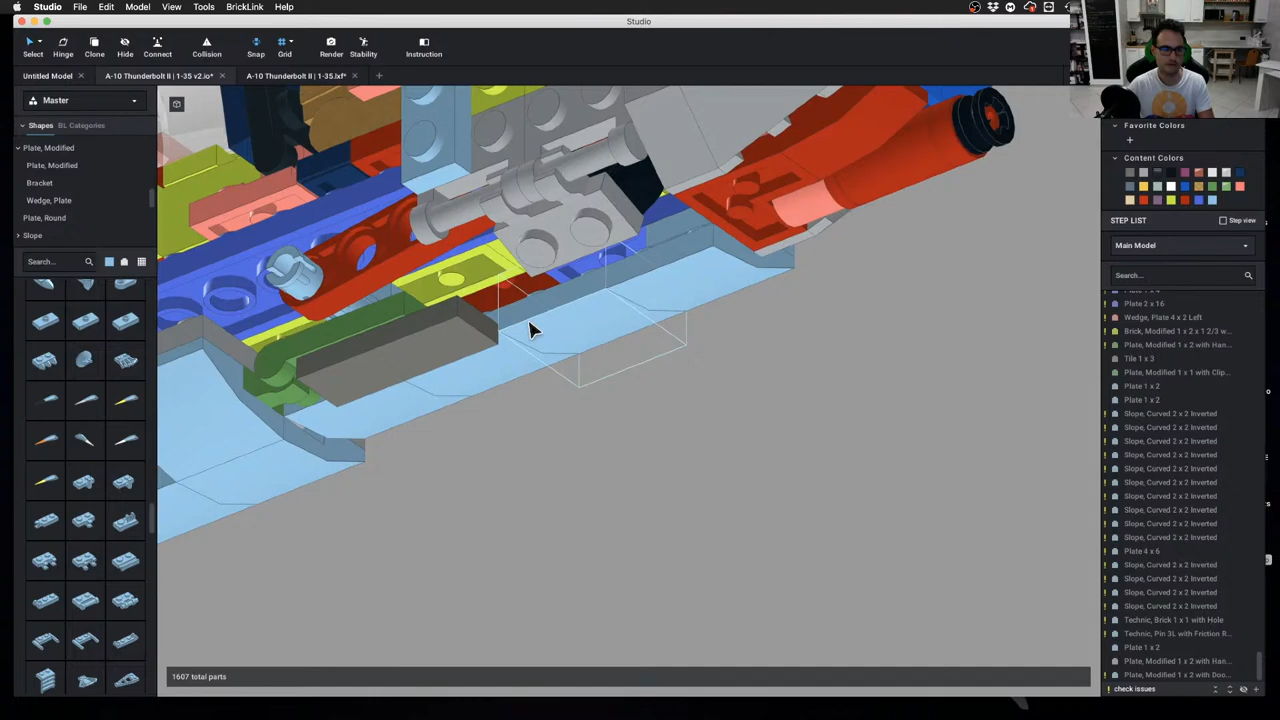 Studio File Edit Model View Tools BrickLink Help
Studio
Select Hinge Clone Hide Connect Collision Snap Grid Render Stability Instruction
Untitled Model A-10 Thunderbolt II | 1-35 v2.io* A-10 Thunderbolt II | 1-35.lxf*
Master
Shapes BL Categories
Plate, Modified
Plate, Modified
Bracket
Wedge, Plate
Plate, Round
Slope
Search...
1607 total parts
Favorite Colors
Content Colors
STEP LIST Step view
Main Model
Search...
Plate 2 x 16
Wedge, Plate 4 x 2 Left
Brick, Modified 1 x 2 x 1 2/3 w...
Plate, Modified 1 x 2 with Han...
Tile 1 x 3
Plate, Modified 1 x 1 with Clip...
Plate 1 x 2
Plate 1 x 2
Slope, Curved 2 x 2 Inverted
Slope, Curved 2 x 2 Inverted
Slope, Curved 2 x 2 Inverted
Slope, Curved 2 x 2 Inverted
Slope, Curved 2 x 2 Inverted
Slope, Curved 2 x 2 Inverted
Slope, Curved 2 x 2 Inverted
Slope, Curved 2 x 2 Inverted
Slope, Curved 2 x 2 Inverted
Slope, Curved 2 x 2 Inverted
Plate 4 x 6
Slope, Curved 2 x 2 Inverted
Slope, Curved 2 x 2 Inverted
Slope, Curved 2 x 2 Inverted
Slope, Curved 2 x 2 Inverted
Technic, Brick 1 x 1 with Hole
Technic, Pin 3L with Friction R...
Plate 1 x 2
Plate, Modified 1 x 2 with Han...
Plate, Modified 1 x 2 with Doo...
check issues